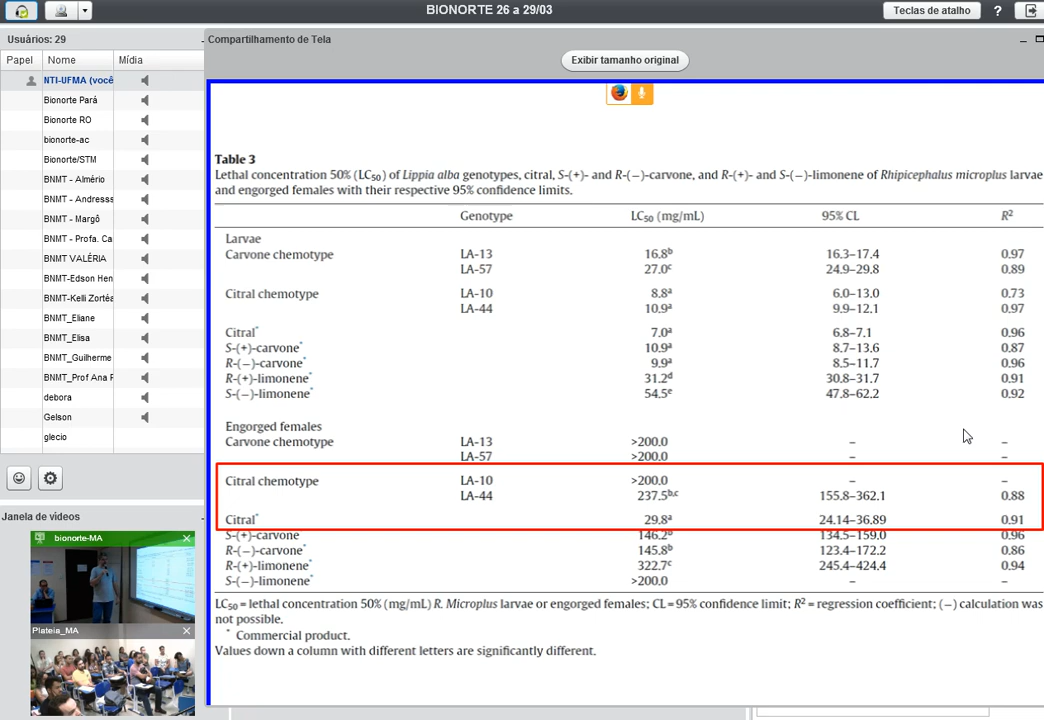 BIONORTE 26 a 29/03
Teclas de atalho
?
Usuários: 29
Papel Nome Mídia
NTI-UFMA (você
Bionorte Pará
Bionorte RO
bionorte-ac
Bionorte/STM
BNMT - Almério
BNMT - Andresss
BNMT - Margô
BNMT - Profa. Ca
BNMT VALÉRIA
BNMT-Edson Hen
BNMT-Kelli Zortéa
BNMT_Eliane
BNMT_Elisa
BNMT_Guilherme
BNMT_Prof Ana F
debora
Gelson
glecio
Janela de videos
bionorte-MA
Plateia_MA
Compartilhamento de Tela
Exibir tamanho original
Table 3
Lethal concentration 50% (LC50) of Lippia alba genotypes, citral, S-(+)- and R-(−)-carvone, and R-(+)- and S-(−)-limonene of Rhipicephalus microplus larvae
and engorged females with their respective 95% confidence limits.
Genotype LC50 (mg/mL) 95% CL R²
Larvae
Carvone chemotype LA-13 16.8ᵇ 16.3–17.4 0.97
LA-57 27.0ᶜ 24.9–29.8 0.89
Citral chemotype LA-10 8.8ᵃ 6.0–13.0 0.73
LA-44 10.9ᵃ 9.9–12.1 0.97
Citral* 7.0ᵃ 6.8–7.1 0.96
S-(+)-carvone* 10.9ᵃ 8.7–13.6 0.87
R-(−)-carvone* 9.9ᵃ 8.5–11.7 0.96
R-(+)-limonene* 31.2ᵈ 30.8–31.7 0.91
S-(−)-limonene* 54.5ᵉ 47.8–62.2 0.92
Engorged females
Carvone chemotype LA-13 >200.0 – –
LA-57 >200.0 – –
Citral chemotype LA-10 >200.0 – –
LA-44 237.5ᵇ,ᶜ 155.8–362.1 0.88
Citral* 29.8ᵃ 24.14–36.89 0.91
S-(+)-carvone* 146.2ᵇ 134.5–159.0 0.96
R-(−)-carvone* 145.8ᵇ 123.4–172.2 0.86
R-(+)-limonene* 322.7ᶜ 245.4–424.4 0.94
S-(−)-limonene* >200.0 – –
LC50 = lethal concentration 50% (mg/mL) R. Microplus larvae or engorged females; CL = 95% confidence limit; R² = regression coefficient; (−) calculation was
not possible.
* Commercial product.
Values down a column with different letters are significantly different.